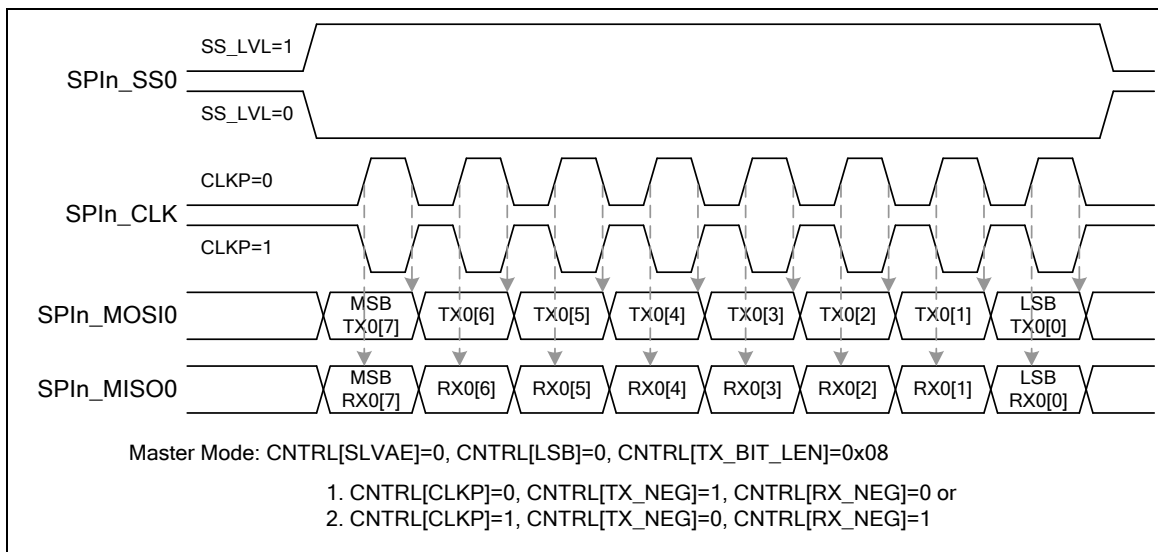 SS_LVL=1
SPIn_SS0
SS_LVL=0
CLKP=0
SPIn_CLK
CLKP=1
SPIn_MOSI0
MSB
TX0[7]
TX0[6]
TX0[5]
TX0[4]
TX0[3]
TX0[2]
TX0[1]
LSB
TX0[0]
SPIn_MISO0
MSB
RX0[7]
RX0[6]
RX0[5]
RX0[4]
RX0[3]
RX0[2]
RX0[1]
LSB
RX0[0]
Master Mode: CNTRL[SLVAE]=0, CNTRL[LSB]=0, CNTRL[TX_BIT_LEN]=0x08
1. CNTRL[CLKP]=0, CNTRL[TX_NEG]=1, CNTRL[RX_NEG]=0 or
2. CNTRL[CLKP]=1, CNTRL[TX_NEG]=0, CNTRL[RX_NEG]=1